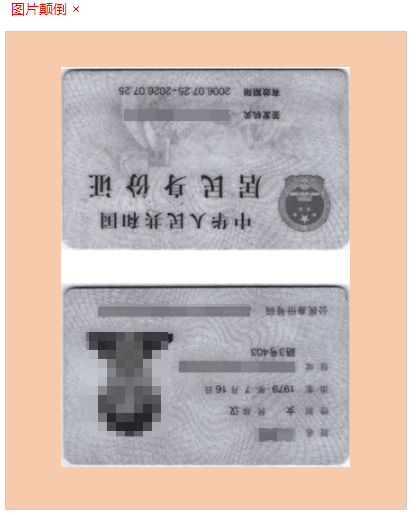 图片颠倒 ×
姓名
性别 女 民族 汉
出生 1979 年 7 月 16 日
住址
路3号403
公民身份号码
中华人民共和国
居民身份证
签发机关
有效期限 2006.07.25-2026.07.25